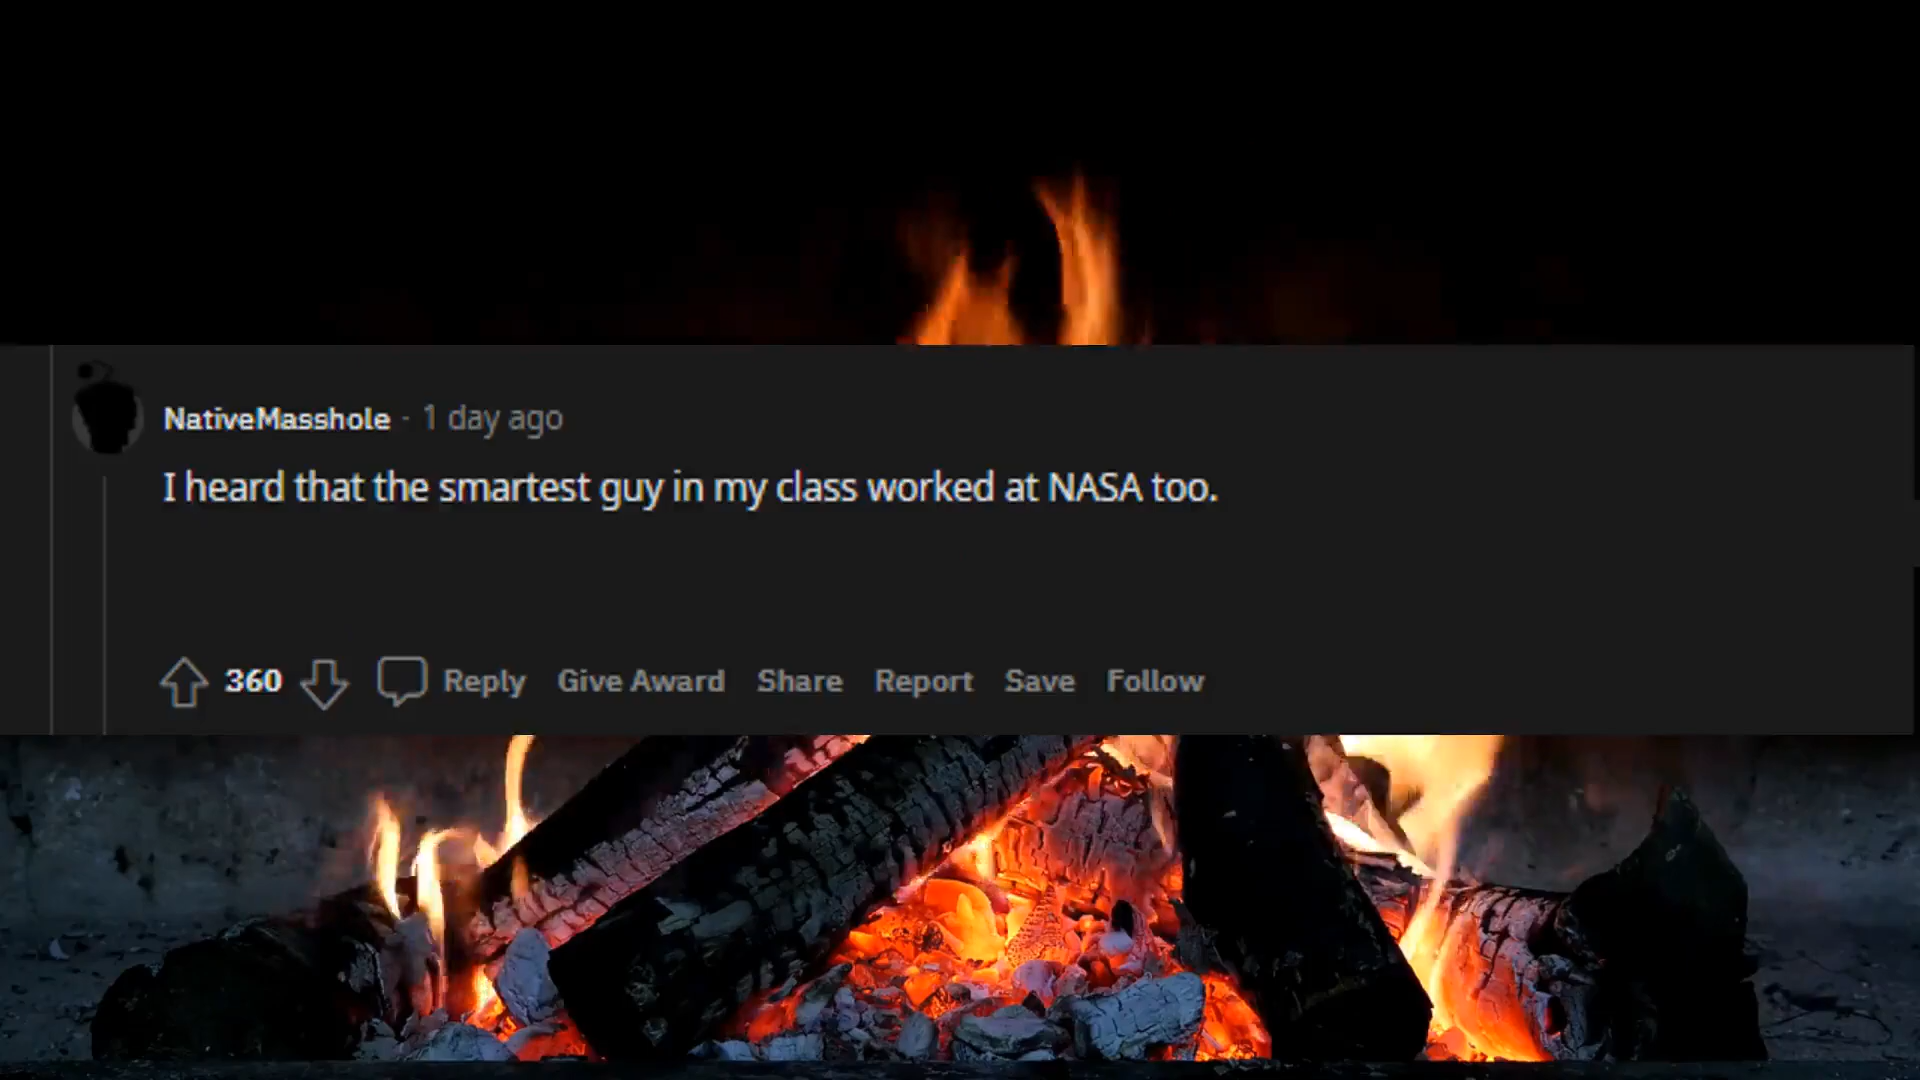 NativeMasshole · 1 day ago
I heard that the smartest guy in my class worked at NASA too.
360 Reply Give Award Share Report Save Follow